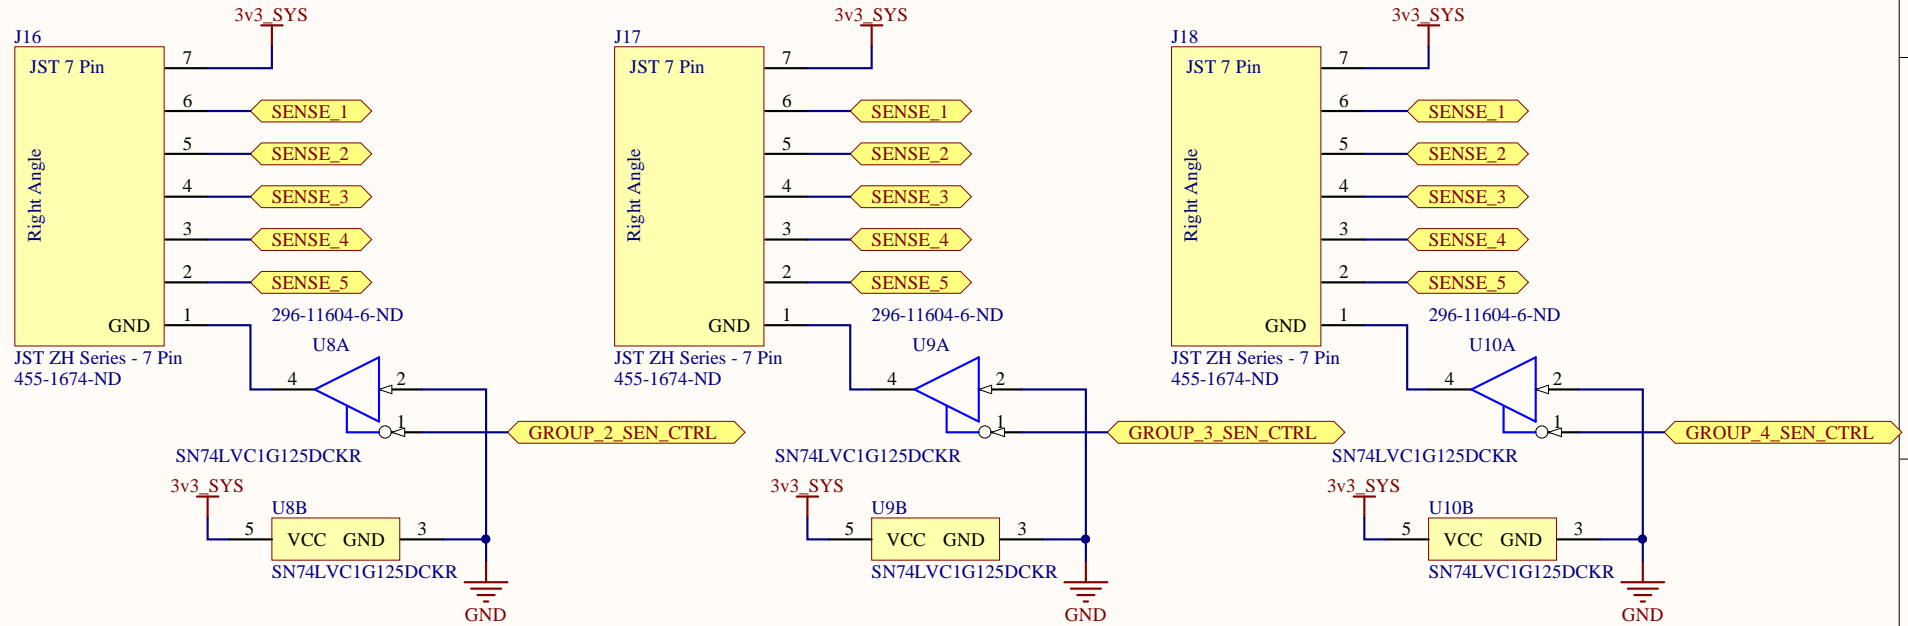 3v3_SYS
J16
JST 7 Pin
Right Angle
7
6
SENSE_1
5
SENSE_2
4
SENSE_3
3
SENSE_4
2
SENSE_5
GND
1
296-11604-6-ND
JST ZH Series - 7 Pin
455-1674-ND
U8A
4
2
1
GROUP_2_SEN_CTRL
SN74LVC1G125DCKR
3v3_SYS
U8B
5
VCC GND
3
SN74LVC1G125DCKR
GND
3v3_SYS
J17
JST 7 Pin
Right Angle
7
6
SENSE_1
5
SENSE_2
4
SENSE_3
3
SENSE_4
2
SENSE_5
GND
1
296-11604-6-ND
JST ZH Series - 7 Pin
455-1674-ND
U9A
4
2
1
GROUP_3_SEN_CTRL
SN74LVC1G125DCKR
3v3_SYS
U9B
5
VCC GND
3
SN74LVC1G125DCKR
GND
3v3_SYS
J18
JST 7 Pin
Right Angle
7
6
SENSE_1
5
SENSE_2
4
SENSE_3
3
SENSE_4
2
SENSE_5
GND
1
296-11604-6-ND
JST ZH Series - 7 Pin
455-1674-ND
U10A
4
2
1
GROUP_4_SEN_CTRL
SN74LVC1G125DCKR
3v3_SYS
U10B
5
VCC GND
3
SN74LVC1G125DCKR
GND